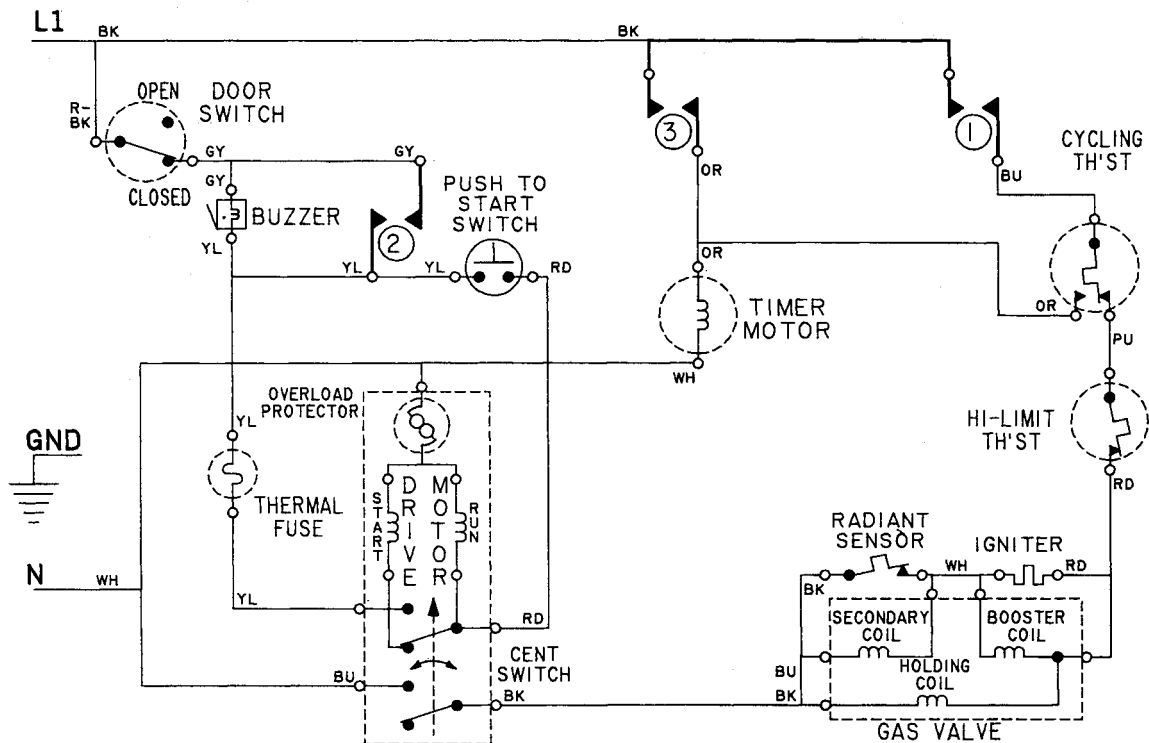 L1
BK
BK
OPEN
DOOR
SWITCH
R-
BK
CLOSED
GY
GY
GY
BUZZER
YL
2
YL
YL
PUSH TO
START
SWITCH
RD
3
OR
OR
TIMER
MOTOR
WH
1
BU
CYCLING
TH'ST
OR
PU
HI-LIMIT
TH'ST
RD
OVERLOAD
PROTECTOR
YL
GND
THERMAL
FUSE
START
DRIVE
MOTOR
RUN
N
WH
YL
RD
CENT
SWITCH
BU
BK
RADIANT
SENSOR
IGNITER
WH
RD
BK
SECONDARY
COIL
BOOSTER
COIL
BU
HOLDING
COIL
BK
GAS VALVE